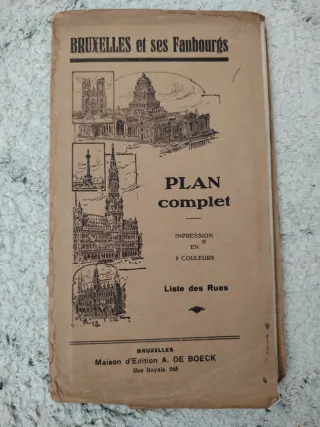 BRUXELLES et ses Faubourgs
PLAN
complet
IMPRESSION
EN
8 COULEURS
Liste des Rues
BRUXELLES
Maison d'Edition A. DE BOECK
Rue Royale, 265